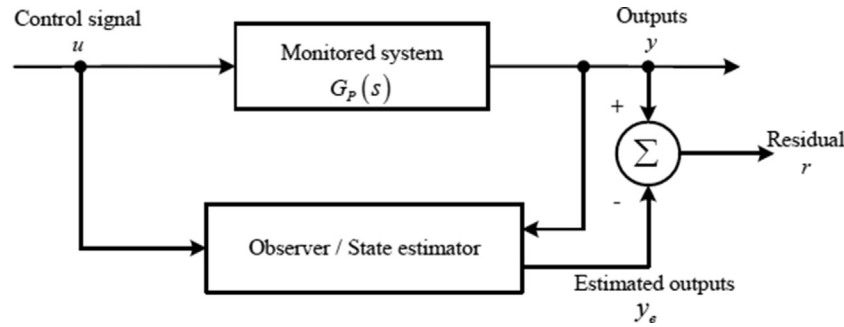 Control signal
u
Monitored system
G_P(s)
Outputs
y
+
Σ
-
Residual
r
Observer / State estimator
Estimated outputs
y_e